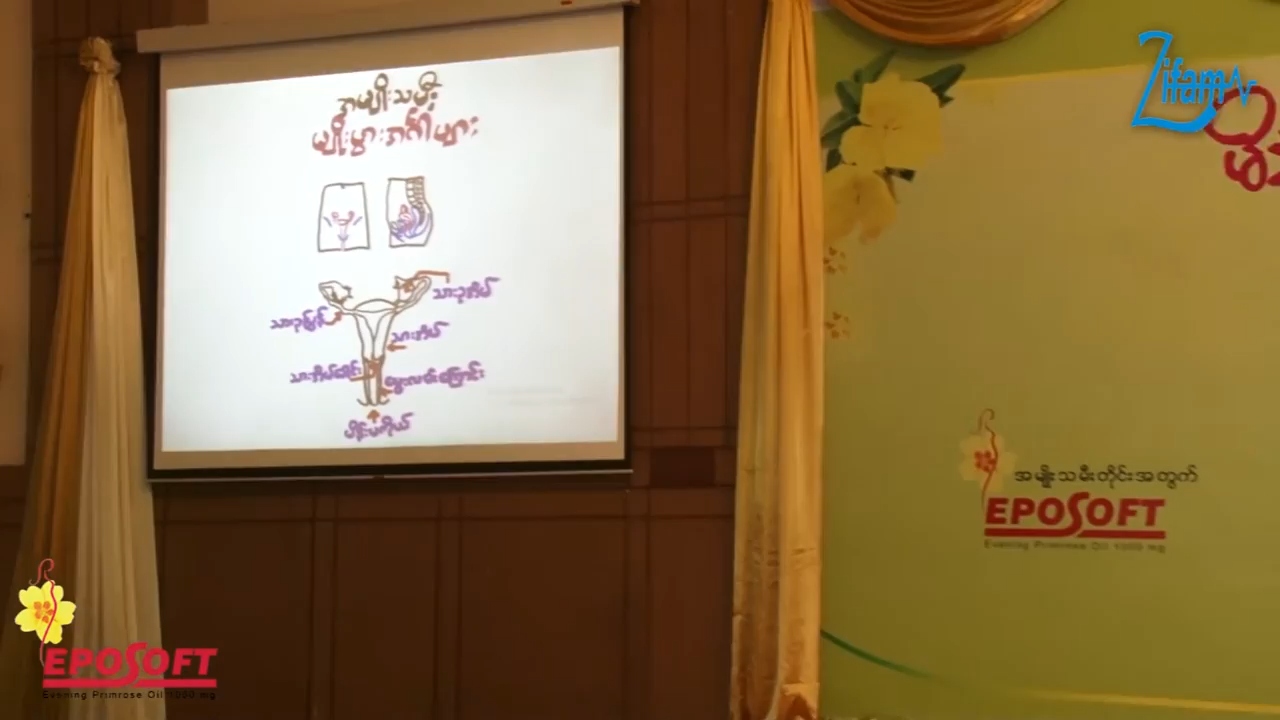 အမျိုးသမီး
မျိုးပွားအင်္ဂါများ
သားဥအိမ်
သားဥပြွန်
သားအိမ်
သားအိမ်ခေါင်း
မွေးလမ်းကြောင်း
မိန်းမကိုယ်
Zifam
အမျိုးသမီးတိုင်းအတွက်
EPOSOFT
Evening Primrose Oil 1000 mg
EPOSOFT
Evening Primrose Oil 1000 mg